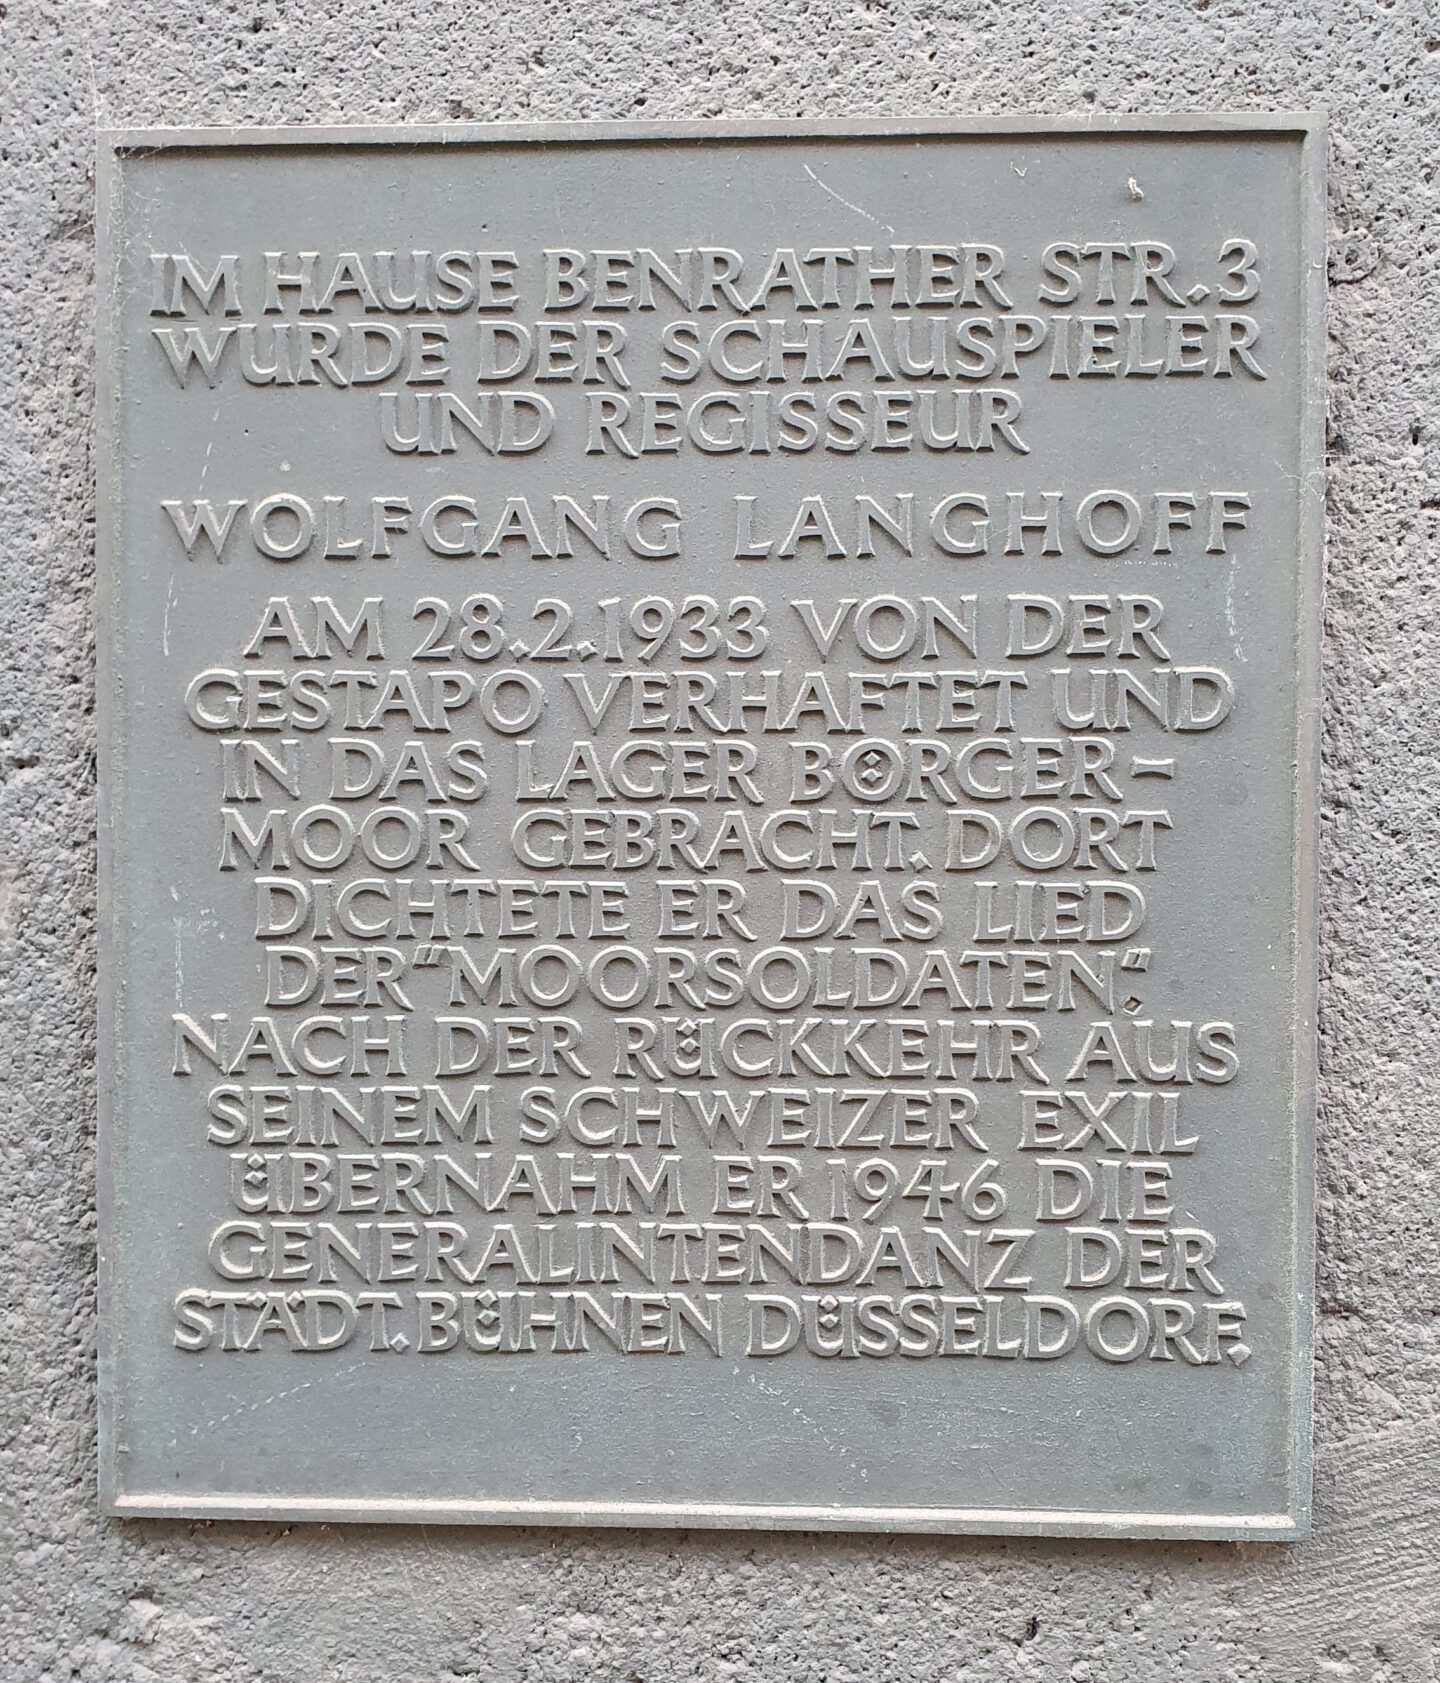 IM HAUSE BENRATHER STR.3
WURDE DER SCHAUSPIELER
UND REGISSEUR
WOLFGANG LANGHOFF
AM 28.2.1933 VON DER
GESTAPO VERHAFTET UND
IN DAS LAGER BÖRGER-
MOOR GEBRACHT. DORT
DICHTETE ER DAS LIED
DER "MOORSOLDATEN".
NACH DER RÜCKKEHR AUS
SEINEM SCHWEIZER EXIL
ÜBERNAHM ER 1946 DIE
GENERALINTENDANZ DER
STÄDT. BÜHNEN DÜSSELDORF.